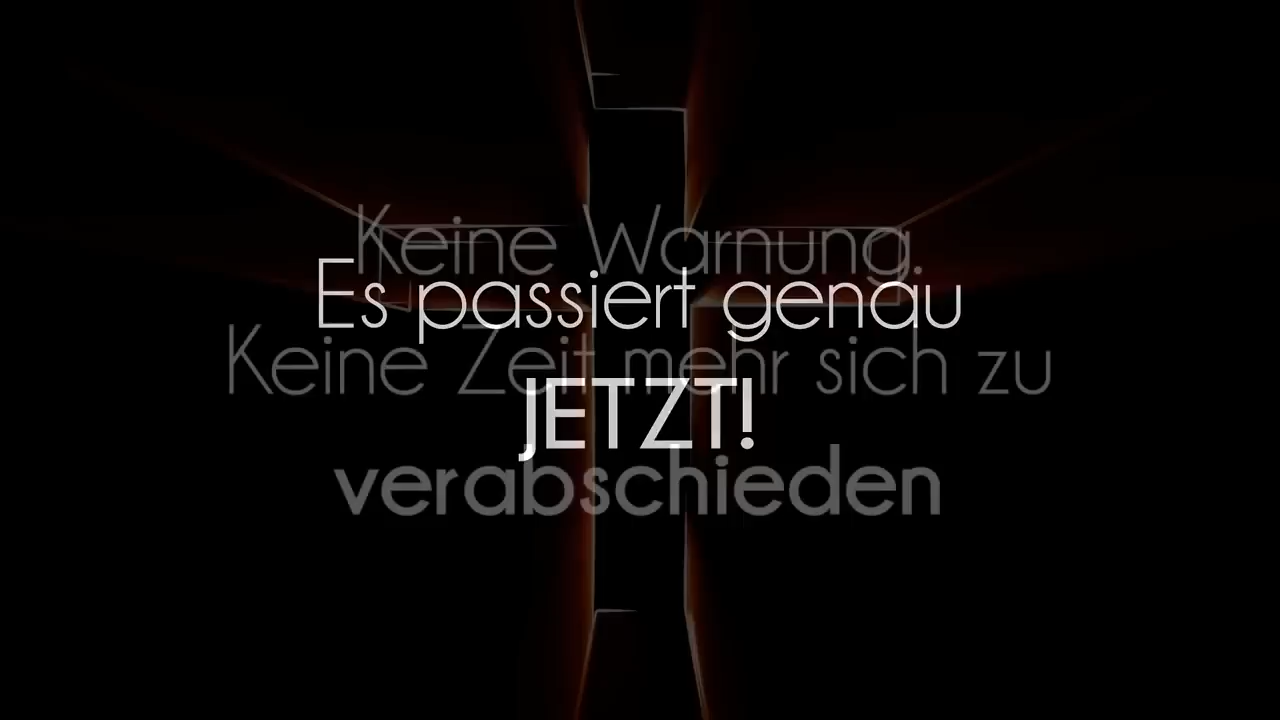 Keine Warnung.
Es passiert genau
Keine Zeit mehr sich zu
JETZT!
verabschieden